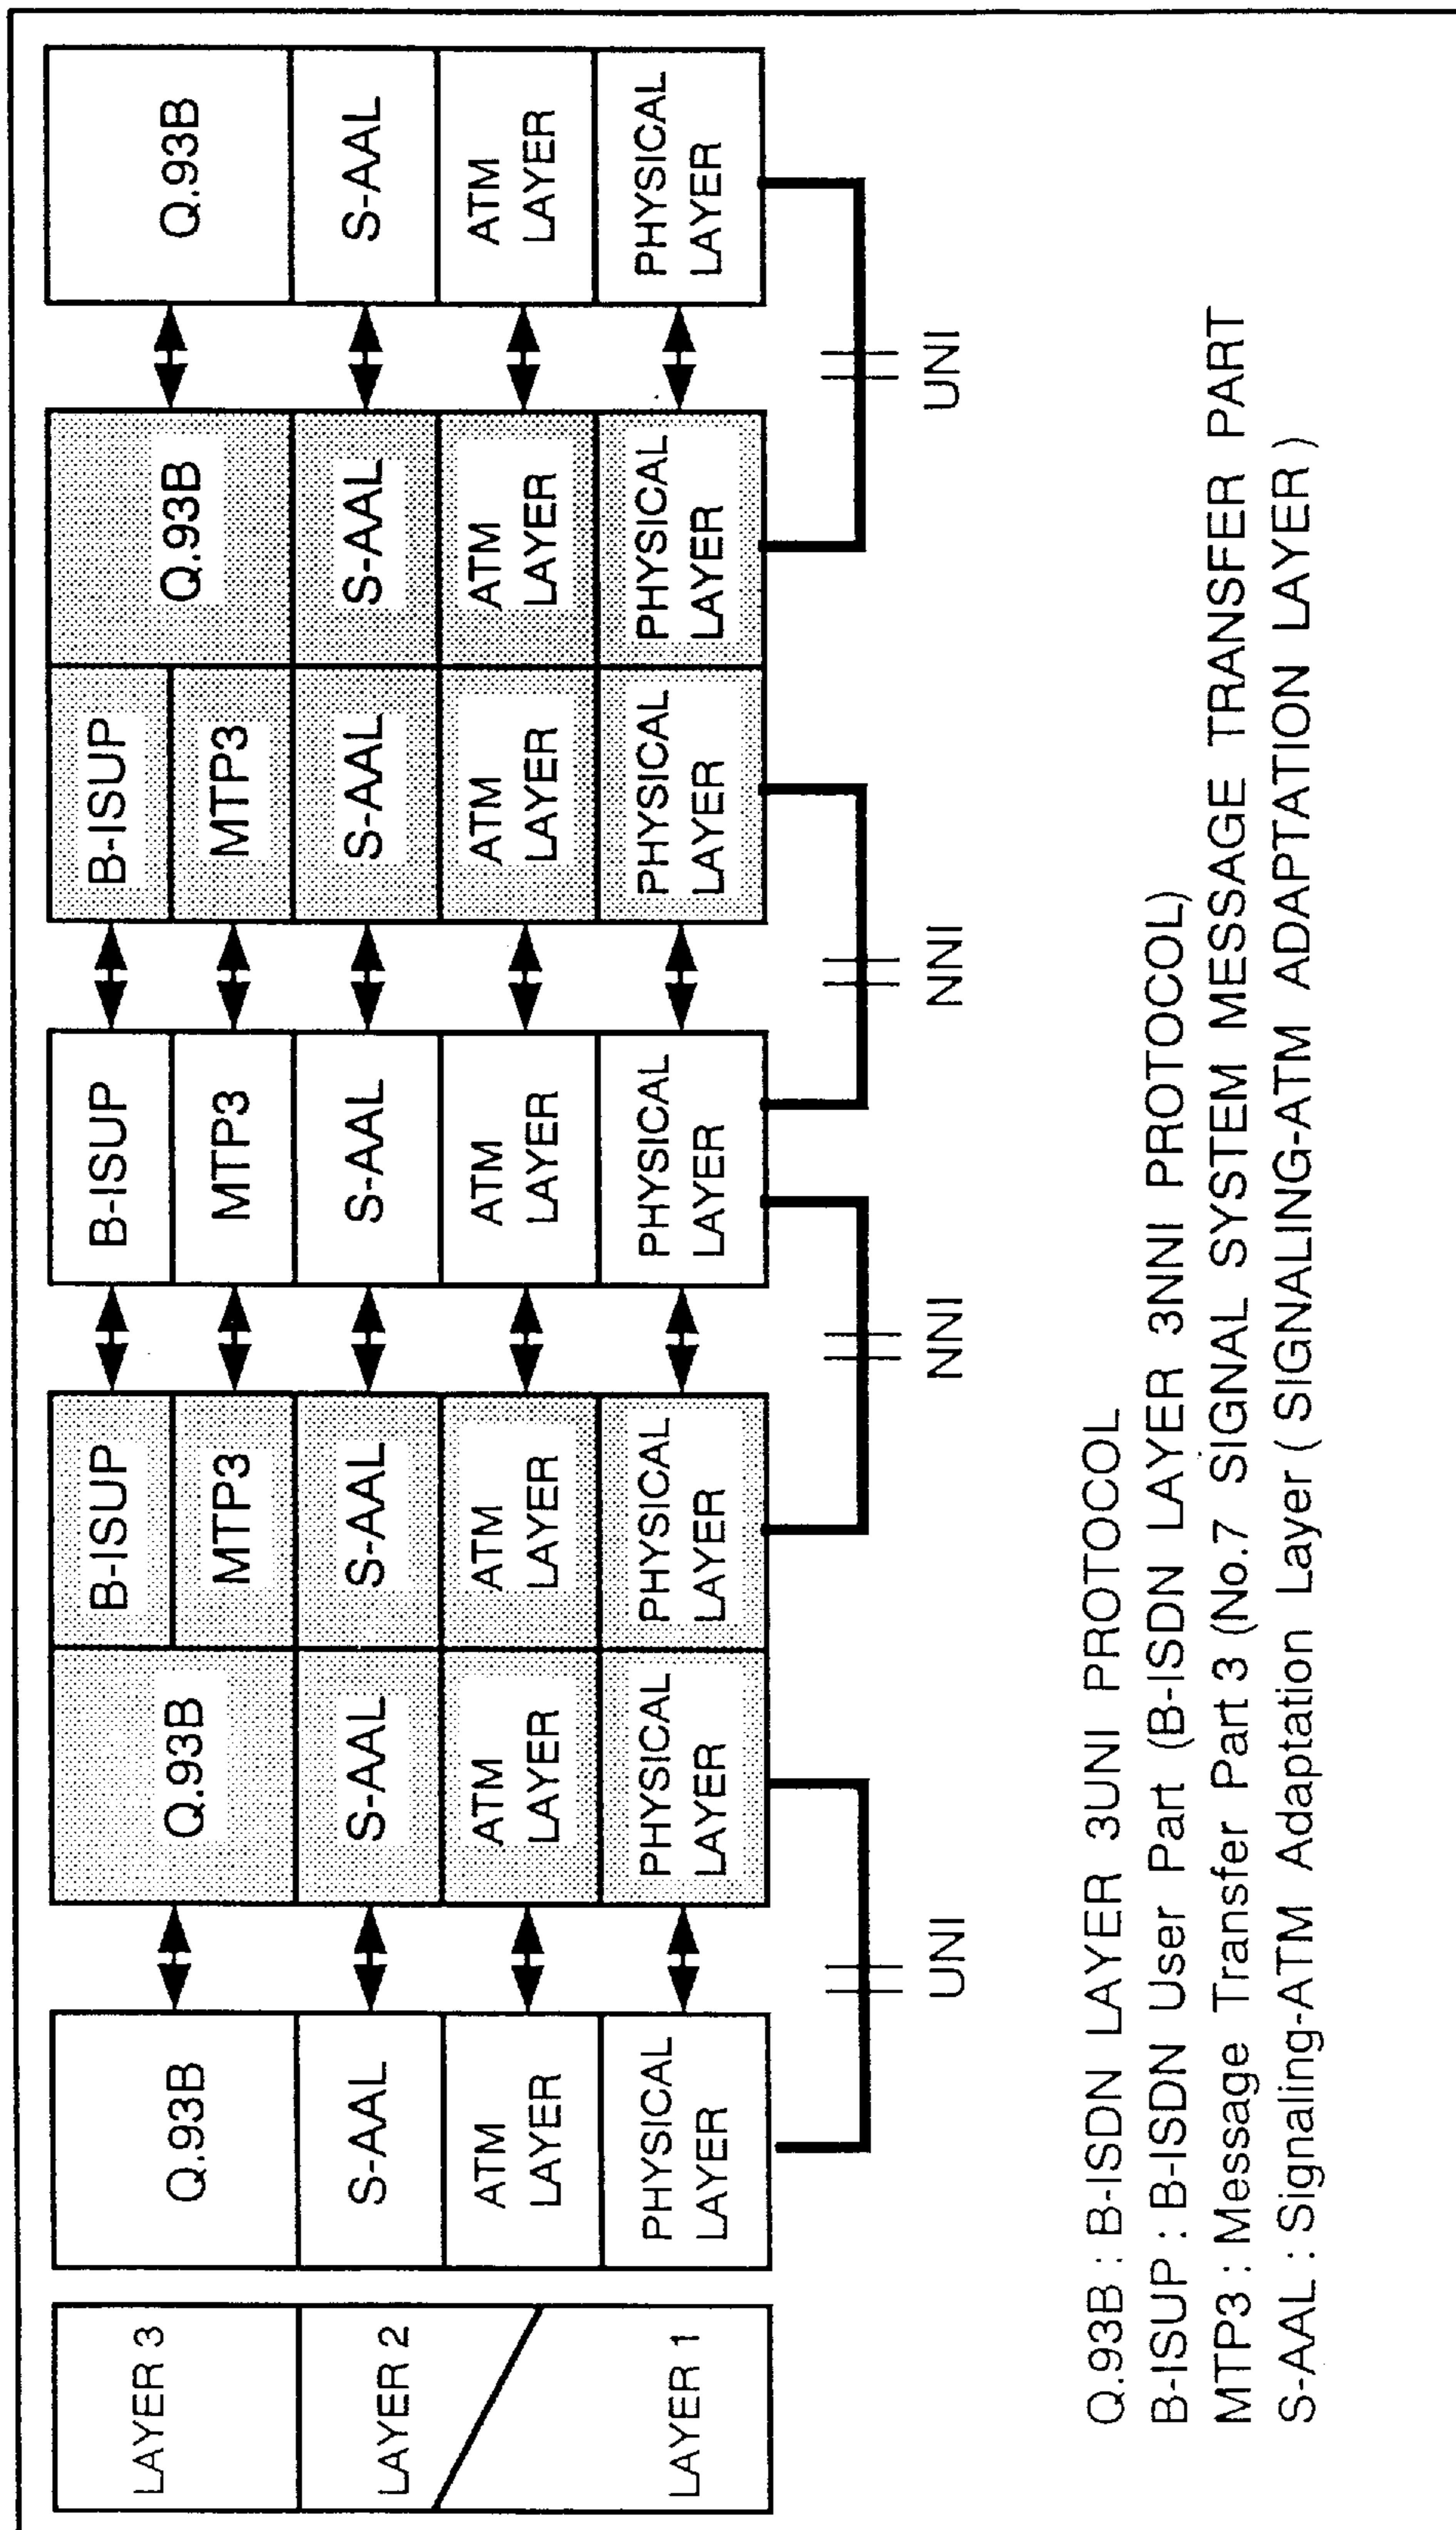 LAYER 3
LAYER 2
LAYER 1
Q.93B
S-AAL
ATM
LAYER
PHYSICAL
LAYER
Q.93B
S-AAL
ATM
LAYER
PHYSICAL
LAYER
B-ISUP
MTP3
S-AAL
ATM
LAYER
PHYSICAL
LAYER
B-ISUP
MTP3
S-AAL
ATM
LAYER
PHYSICAL
LAYER
B-ISUP
MTP3
S-AAL
ATM
LAYER
PHYSICAL
LAYER
Q.93B
S-AAL
ATM
LAYER
PHYSICAL
LAYER
Q.93B
S-AAL
ATM
LAYER
PHYSICAL
LAYER
UNI
NNI
NNI
UNI
Q.93B : B-ISDN LAYER 3UNI PROTOCOL
B-ISUP : B-ISDN User Part (B-ISDN LAYER 3NNI PROTOCOL)
MTP3 : Message Transfer Part 3 (No.7 SIGNAL SYSTEM MESSAGE TRANSFER PART
S-AAL : Signaling-ATM Adaptation Layer ( SIGNALING-ATM ADAPTATION LAYER )